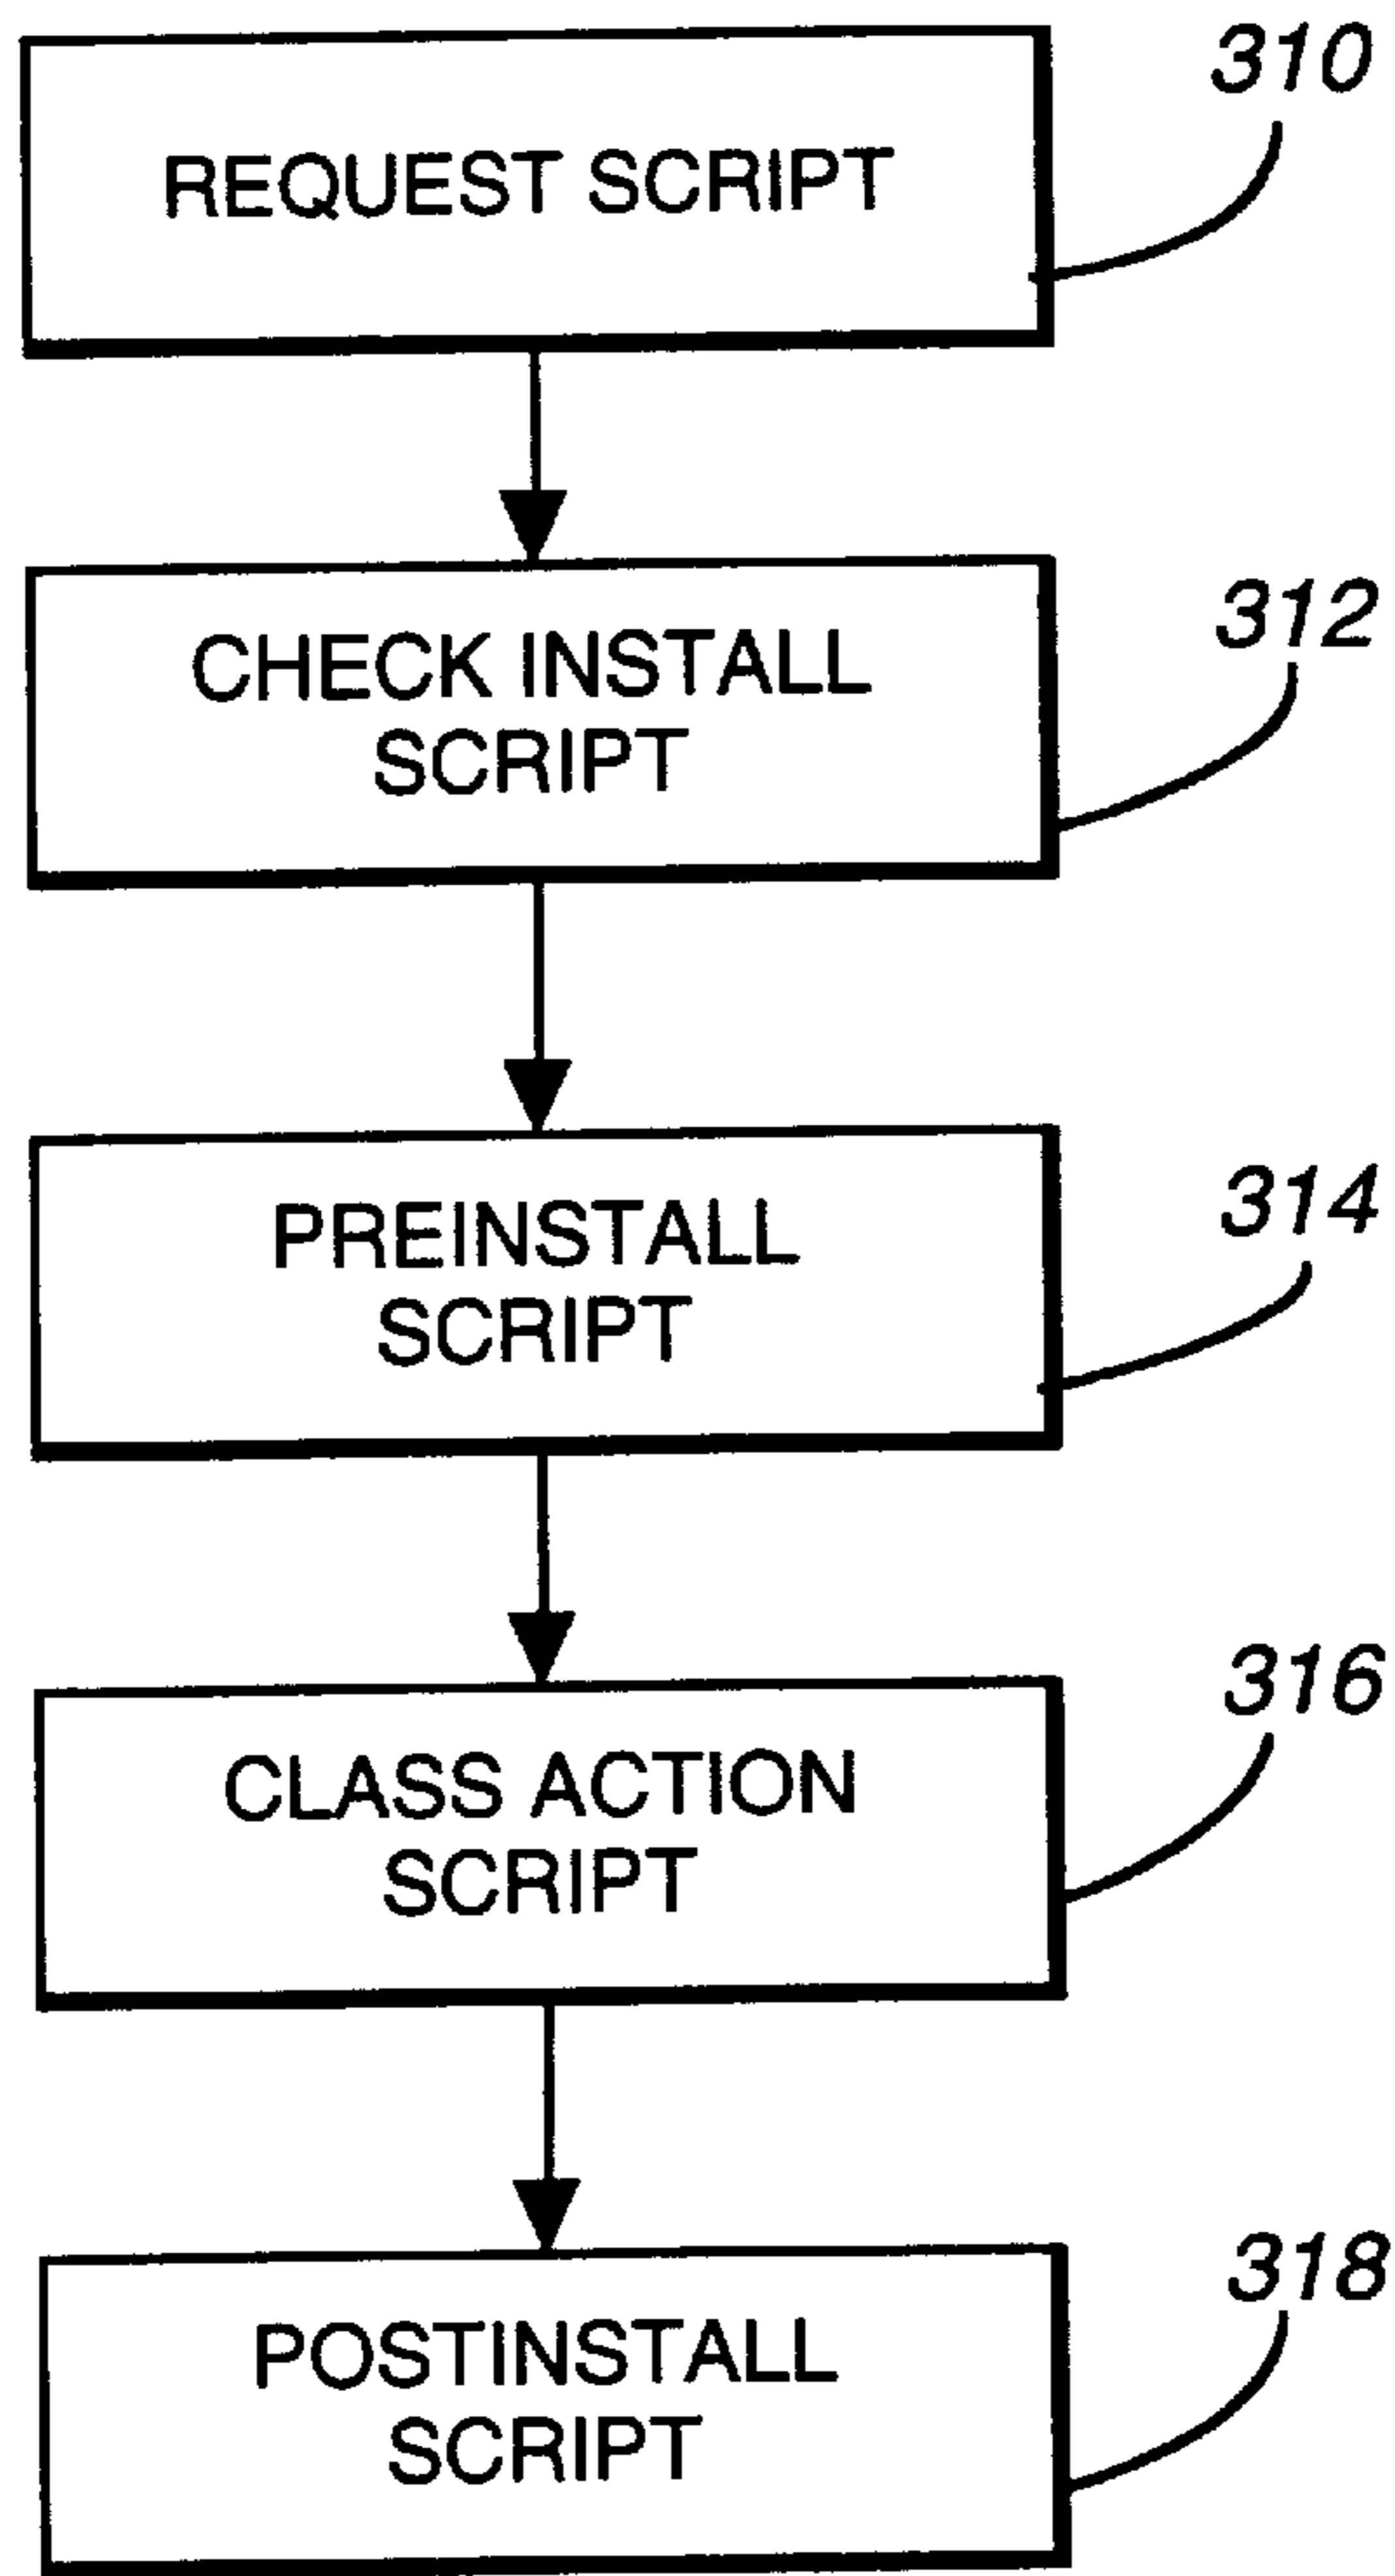 310
REQUEST SCRIPT
312
CHECK INSTALL
SCRIPT
314
PREINSTALL
SCRIPT
316
CLASS ACTION
SCRIPT
318
POSTINSTALL
SCRIPT